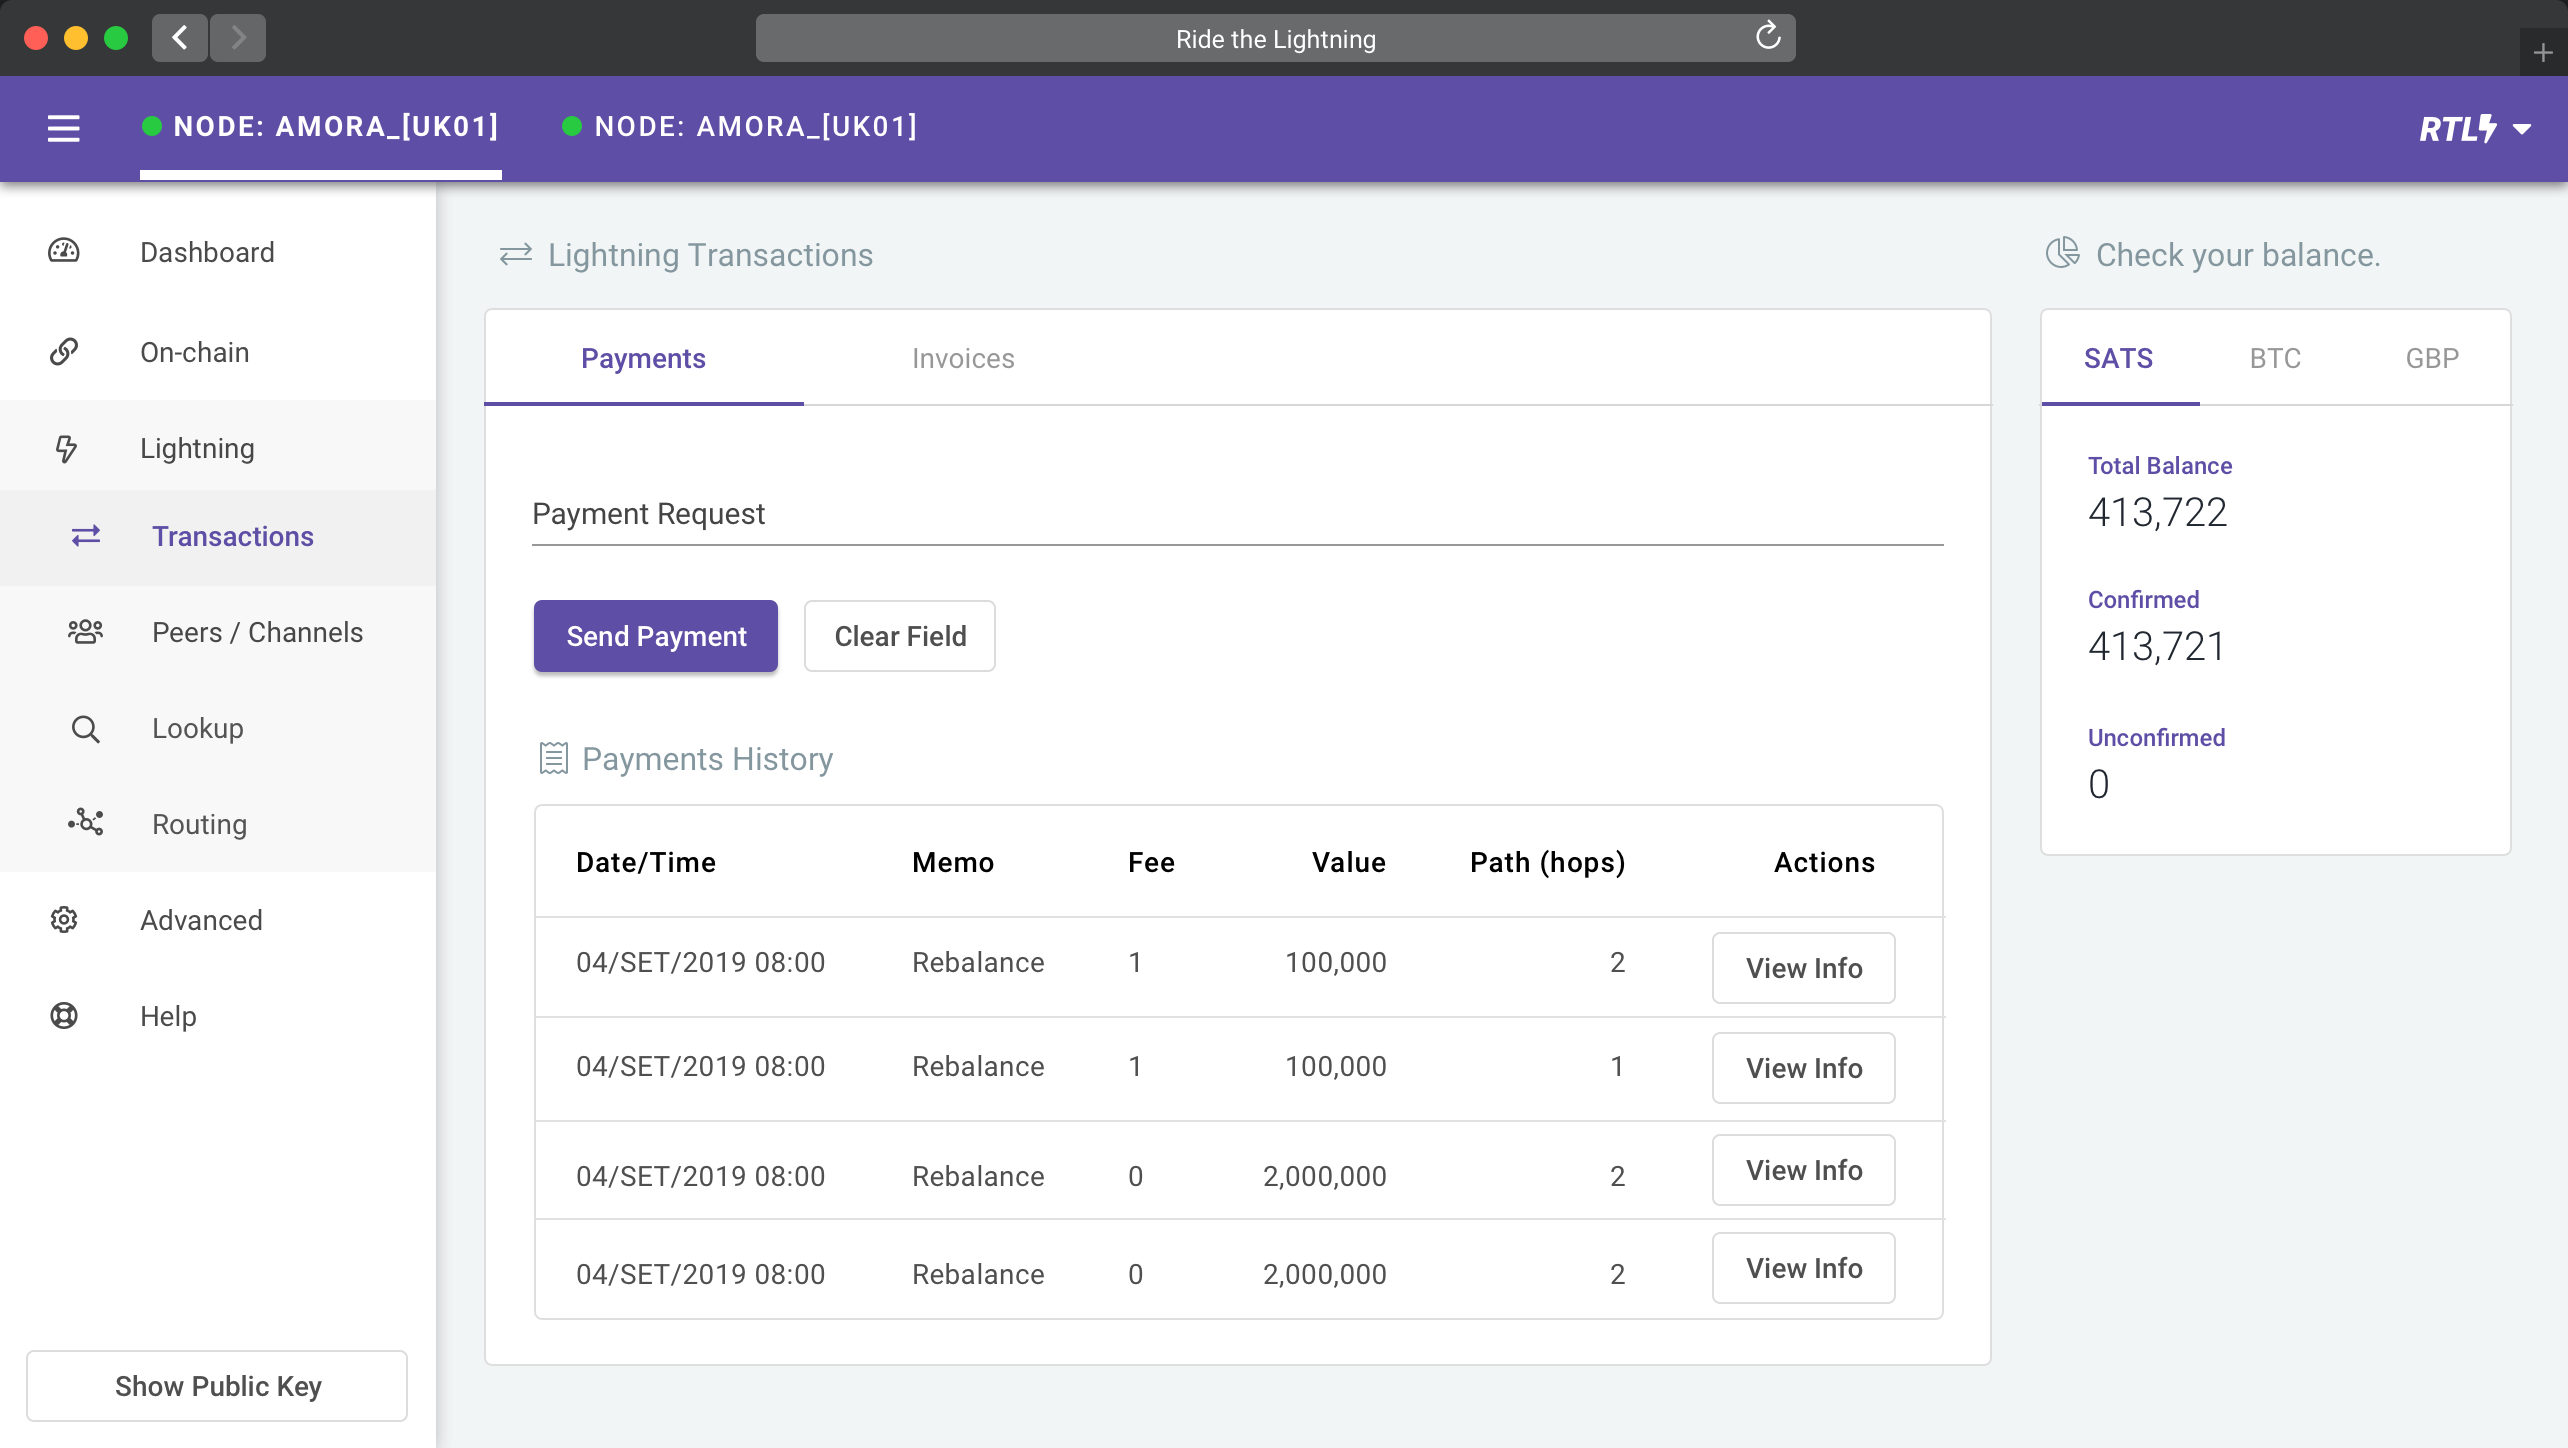 Ride the Lightning
NODE: AMORA_[UK01]
NODE: AMORA_[UK01]
RTL
Dashboard
On-chain
Lightning
Transactions
Peers / Channels
Lookup
Routing
Advanced
Help
Show Public Key
Lightning Transactions
Payments Invoices
Payment Request
Send Payment Clear Field
Payments History
Date/Time Memo Fee Value Path (hops) Actions
04/SET/2019 08:00 Rebalance 1 100,000 2 View Info
04/SET/2019 08:00 Rebalance 1 100,000 1 View Info
04/SET/2019 08:00 Rebalance 0 2,000,000 2 View Info
04/SET/2019 08:00 Rebalance 0 2,000,000 2 View Info
Check your balance.
SATS BTC GBP
Total Balance
413,722
Confirmed
413,721
Unconfirmed
0